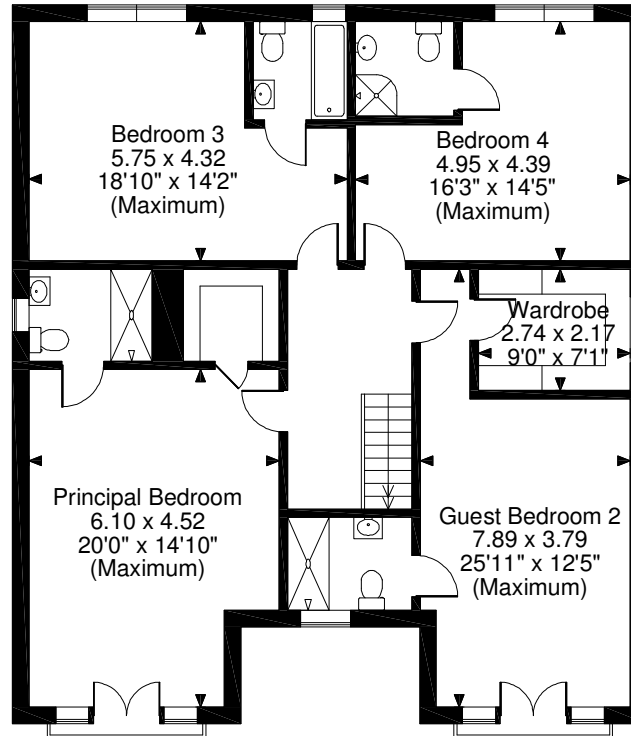 Bedroom 3
5.75 x 4.32
18'10" x 14'2"
(Maximum)
Bedroom 4
4.95 x 4.39
16'3" x 14'5"
(Maximum)
Wardrobe
2.74 x 2.17
9'0" x 7'1"
Principal Bedroom
6.10 x 4.52
20'0" x 14'10"
(Maximum)
Guest Bedroom 2
7.89 x 3.79
25'11" x 12'5"
(Maximum)